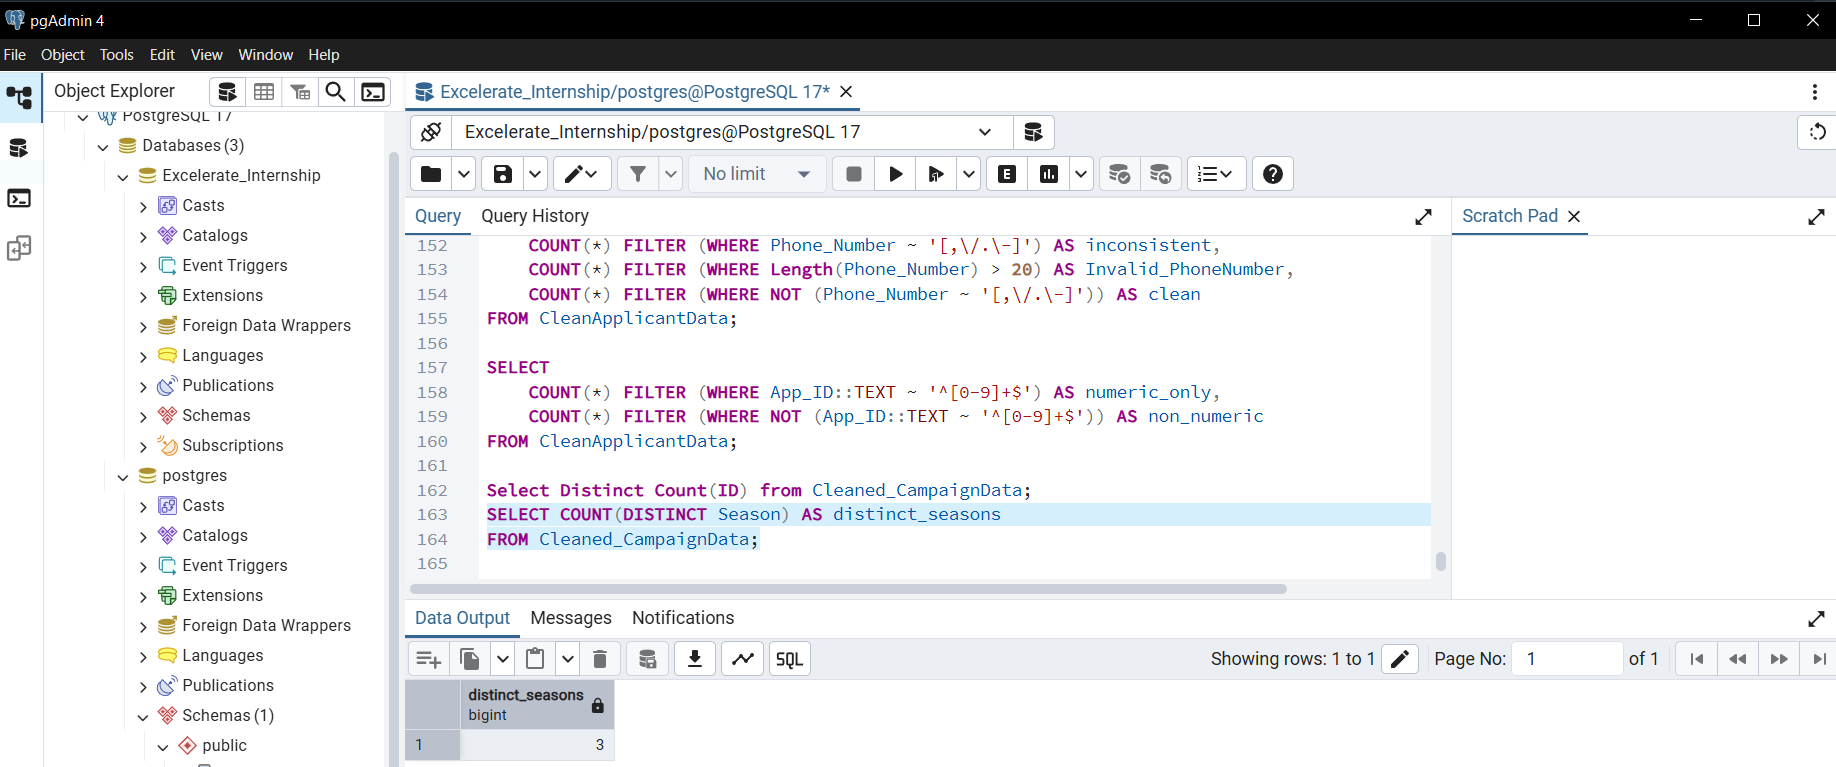 pgAdmin 4
File Object Tools Edit View Window Help
Object Explorer
PostgreSQL 17
Databases (3)
Excelerate_Internship
Casts
Catalogs
Event Triggers
Extensions
Foreign Data Wrappers
Languages
Publications
Schemas
Subscriptions
postgres
Casts
Catalogs
Event Triggers
Extensions
Foreign Data Wrappers
Languages
Publications
Schemas (1)
public
Excelerate_Internship/postgres@PostgreSQL 17*
Excelerate_Internship/postgres@PostgreSQL 17
No limit
E
Query Query History
Scratch Pad
152 COUNT(*) FILTER (WHERE Phone_Number ~ '[,\/.\-]') AS inconsistent,
153 COUNT(*) FILTER (WHERE Length(Phone_Number) > 20) AS Invalid_PhoneNumber,
154 COUNT(*) FILTER (WHERE NOT (Phone_Number ~ '[,\/.\-]')) AS clean
155 FROM CleanApplicantData;
156
157 SELECT
158 COUNT(*) FILTER (WHERE App_ID::TEXT ~ '^[0-9]+$') AS numeric_only,
159 COUNT(*) FILTER (WHERE NOT (App_ID::TEXT ~ '^[0-9]+$')) AS non_numeric
160 FROM CleanApplicantData;
161
162 Select Distinct Count(ID) from Cleaned_CampaignData;
163 SELECT COUNT(DISTINCT Season) AS distinct_seasons
164 FROM Cleaned_CampaignData;
165
Data Output Messages Notifications
SQL
Showing rows: 1 to 1
Page No: 1 of 1
distinct_seasons
bigint
1 3